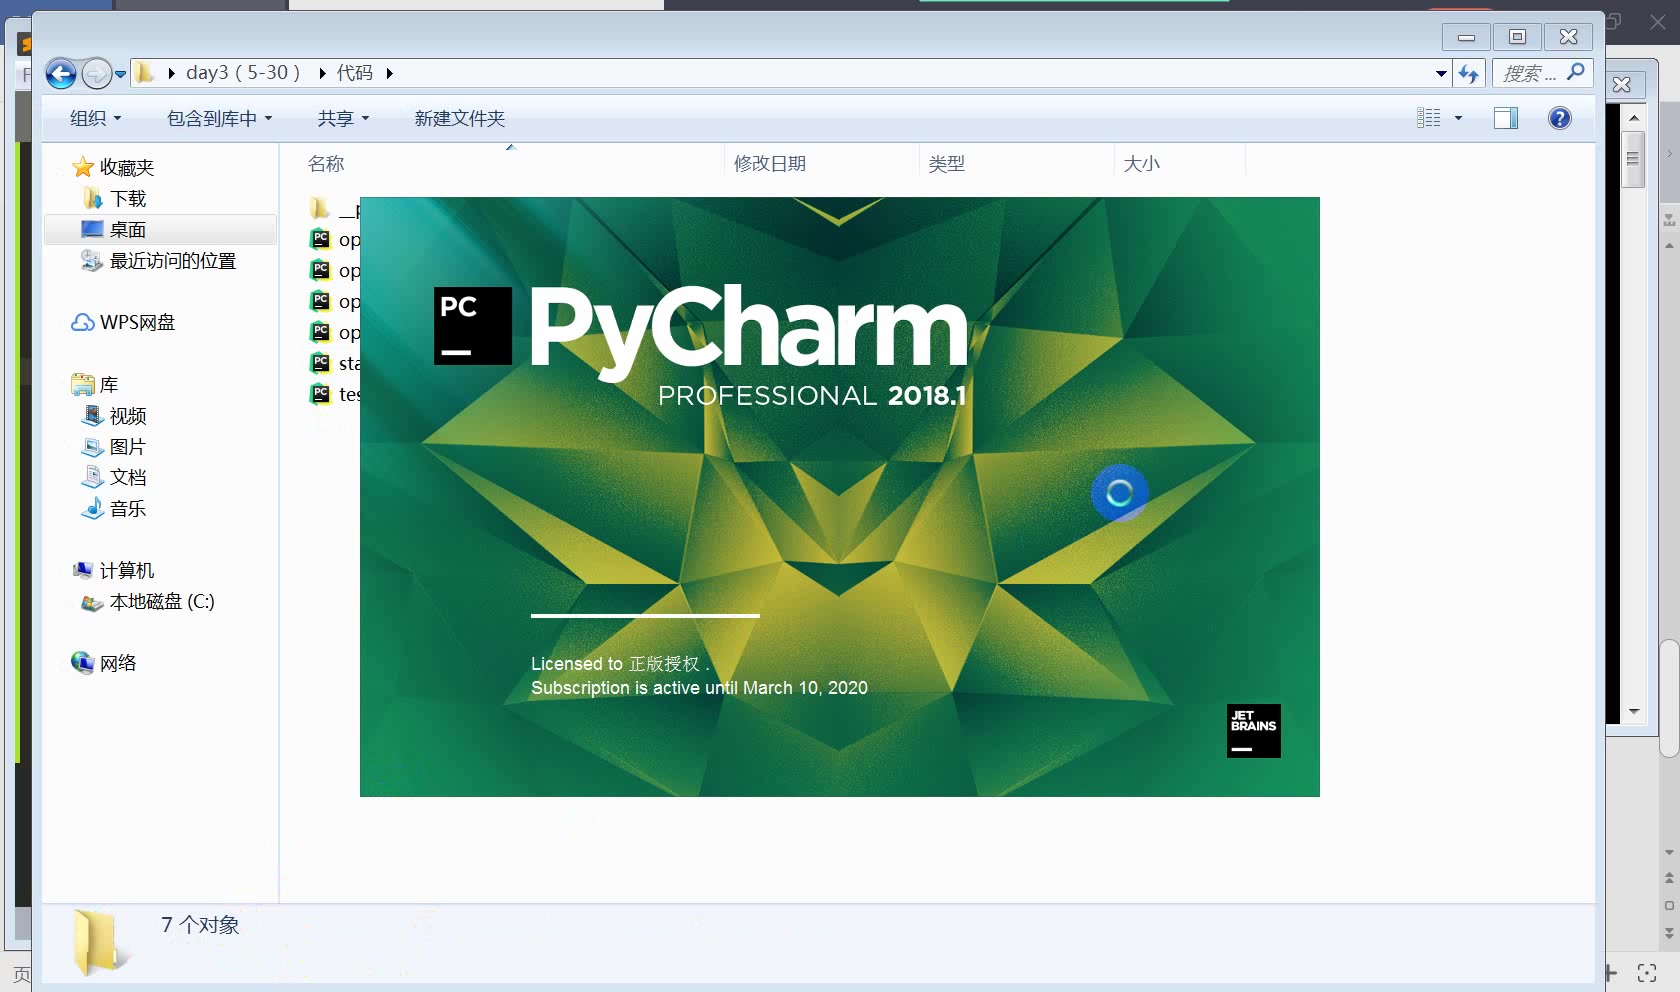 day3 ( 5-30 ) 代码
搜索 ...
组织 包含到库中 共享 新建文件夹
名称 修改日期 类型 大小
收藏夹
下载
桌面
最近访问的位置
WPS网盘
库
视频
图片
文档
音乐
计算机
本地磁盘 (C:)
网络
op
op
op
op
sta
tes
PC
PyCharm
PROFESSIONAL 2018.1
Licensed to 正版授权 .
Subscription is active until March 10, 2020
JET
BRAINS
7 个对象
页